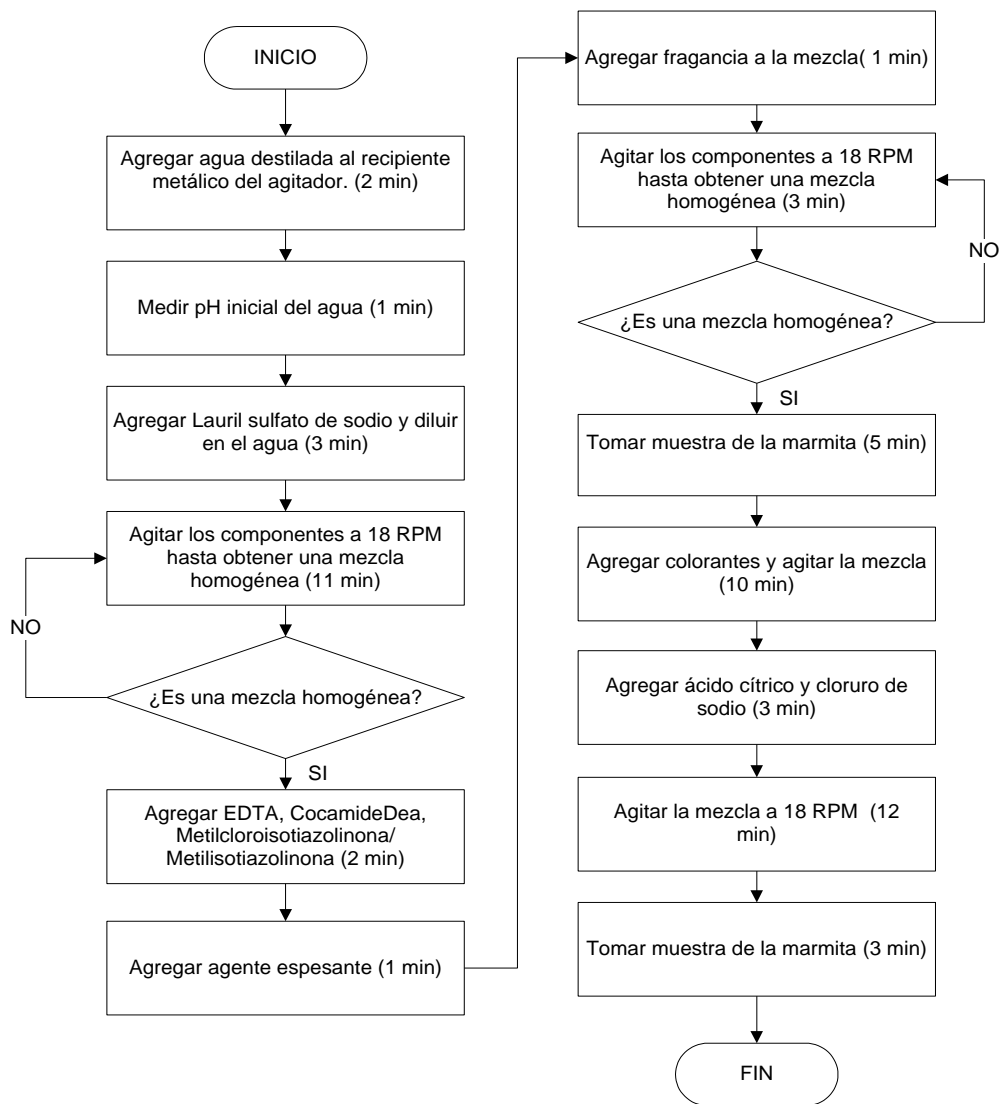 INICIO
Agregar agua destilada al recipiente
metálico del agitador. (2 min)
Medir pH inicial del agua (1 min)
Agregar Lauril sulfato de sodio y diluir
en el agua (3 min)
Agitar los componentes a 18 RPM
hasta obtener una mezcla
homogénea (11 min)
NO
¿Es una mezcla homogénea?
SI
Agregar EDTA, CocamideDea,
Metilcloroisotiazolinona/
Metilisotiazolinona (2 min)
Agregar agente espesante (1 min)
Agregar fragancia a la mezcla( 1 min)
Agitar los componentes a 18 RPM
hasta obtener una mezcla
homogénea (3 min)
NO
¿Es una mezcla homogénea?
SI
Tomar muestra de la marmita (5 min)
Agregar colorantes y agitar la mezcla
(10 min)
Agregar ácido cítrico y cloruro de
sodio (3 min)
Agitar la mezcla a 18 RPM  (12
min)
Tomar muestra de la marmita (3 min)
FIN